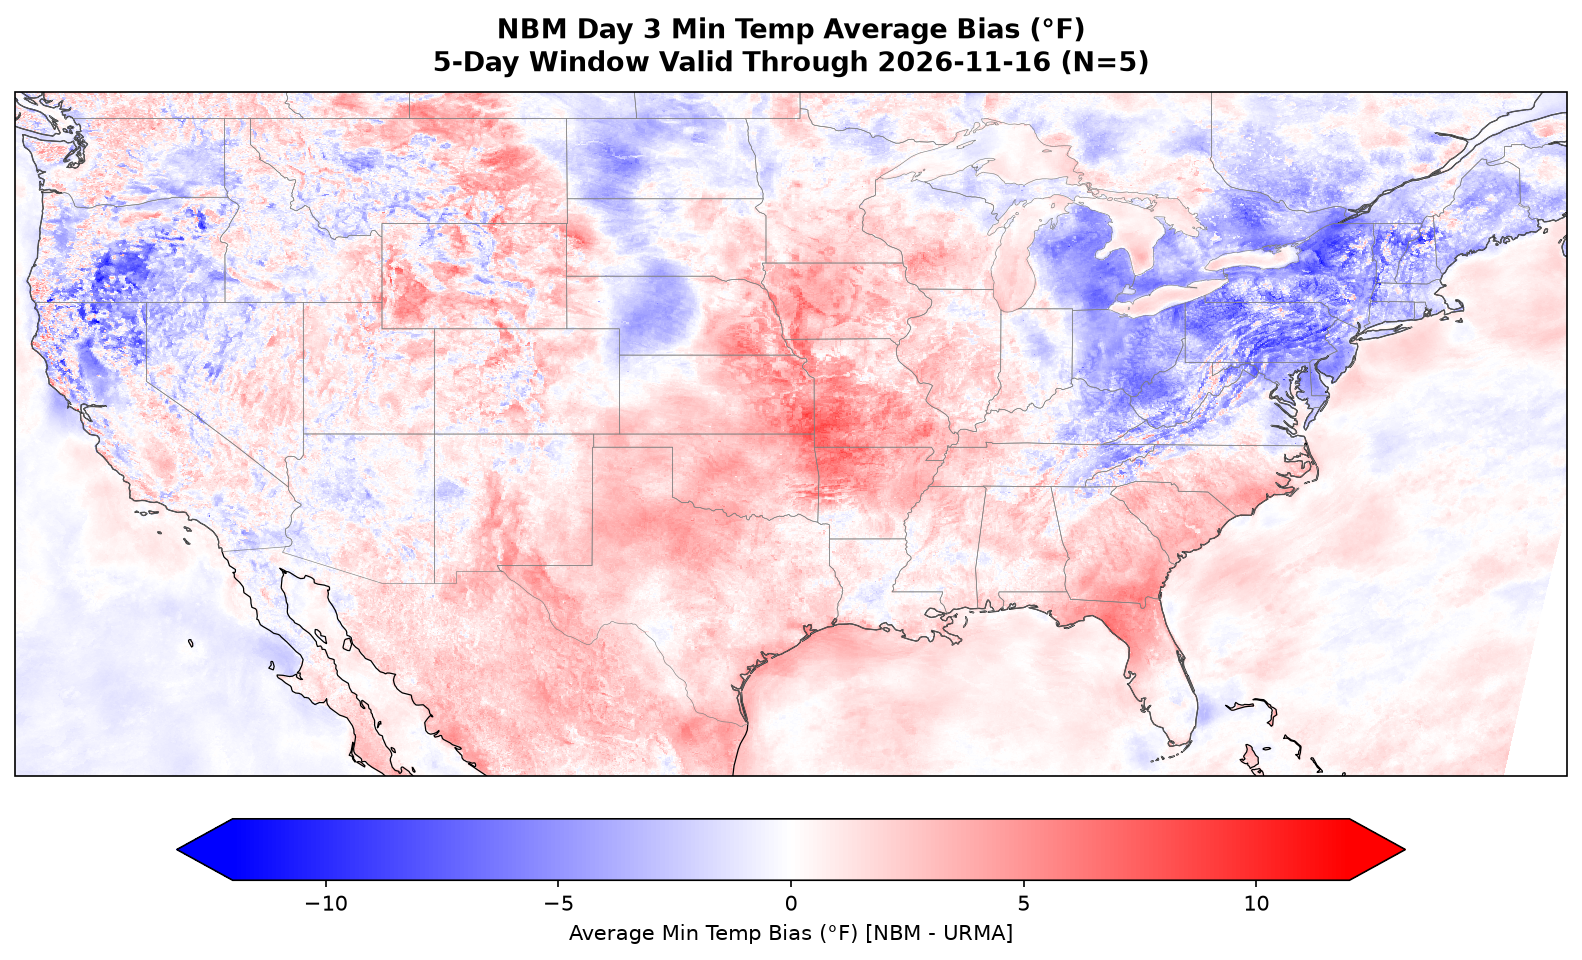 NBM Day 3 Min Temp Average Bias (°F)
5-Day Window Valid Through 2026-11-16 (N=5)
−10
−5
0
5
10
Average Min Temp Bias (°F) [NBM - URMA]